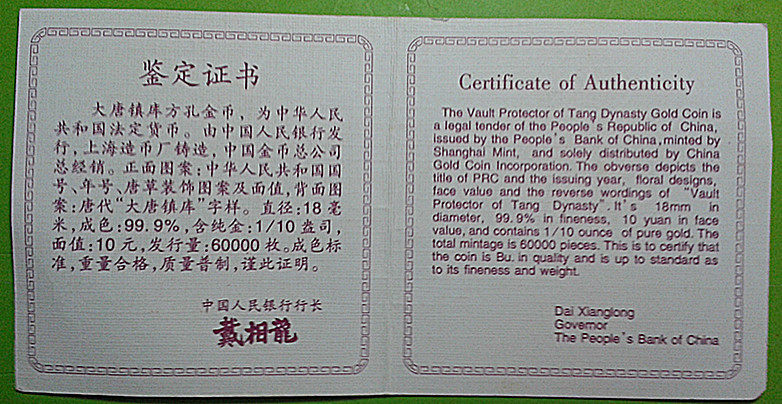 鉴定证书
大唐镇库方孔金币，为中华人民
共和国法定货币。由中国人民银行发
行，上海造币厂铸造，中国金币总公司
总经销。正面图案：中华人民共和国国
号、年号、唐草装饰图案及面值，背面图
案：唐代“大唐镇库”字样。直径：18毫
米，成色：99.9%，含纯金：1/10盎司，
面值：10元，发行量：60000枚。成色标
准，重量合格，质量普制，谨此证明。
中国人民银行行长
戴相龍
Certificate of Authenticity
The Vault Protector of Tang Dynasty Gold Coin is
a legal tender of the People's Republic of China,
issued by the People's Bank of China, minted by
Shanghai Mint, and solely distributed by China
Gold Coin Incorporation. The obverse depicts the
title of PRC and the issuing year, floral designs,
face value and the reverse wordings of "Vault
Protector of Tang Dynasty". It's 18mm in
diameter, 99.9% in fineness, 10 yuan in face
value, and contains 1/10 ounce of pure gold. The
total mintage is 60000 pieces. This is to certify that
the coin is Bu. in quality and is up to standard as
to its fineness and weight.
Dai Xianglong
Governor
The People's Bank of China